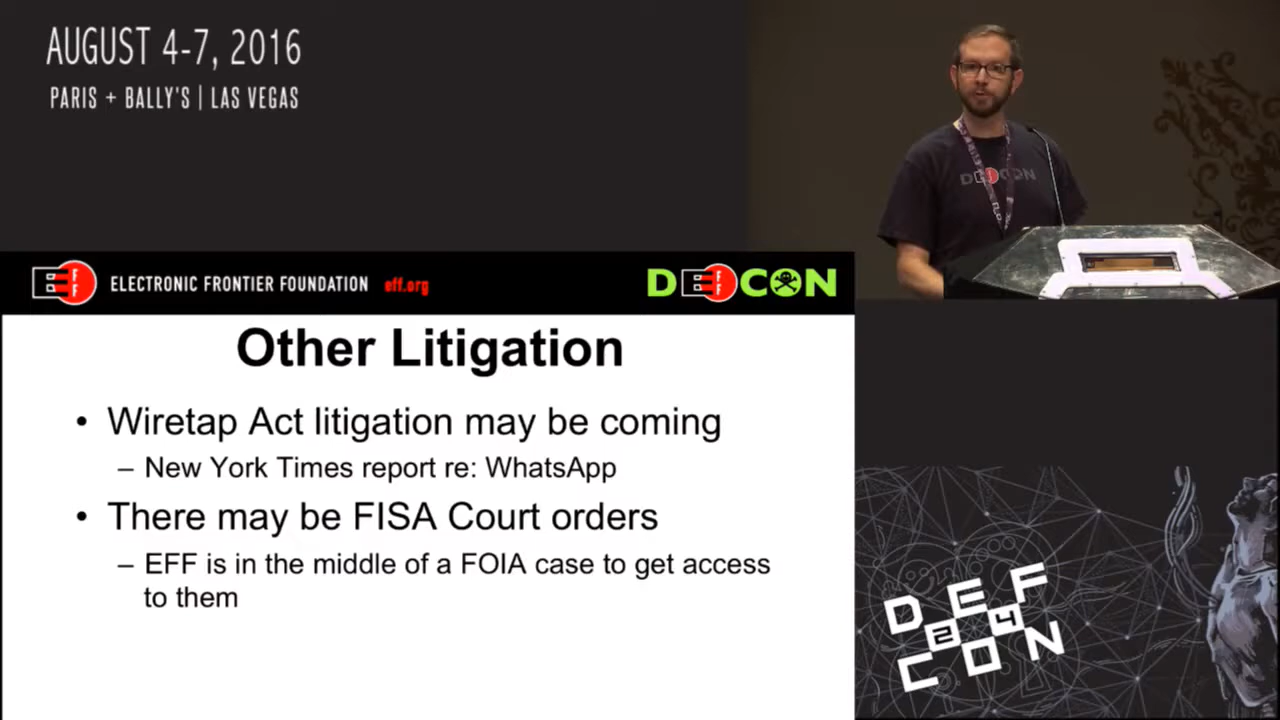 AUGUST 4-7, 2016
PARIS + BALLY'S | LAS VEGAS
DEFCON
EFF ELECTRONIC FRONTIER FOUNDATION eff.org
DEFCON
Other Litigation
• Wiretap Act litigation may be coming
– New York Times report re: WhatsApp
• There may be FISA Court orders
– EFF is in the middle of a FOIA case to get access
to them
DEF
24
CON